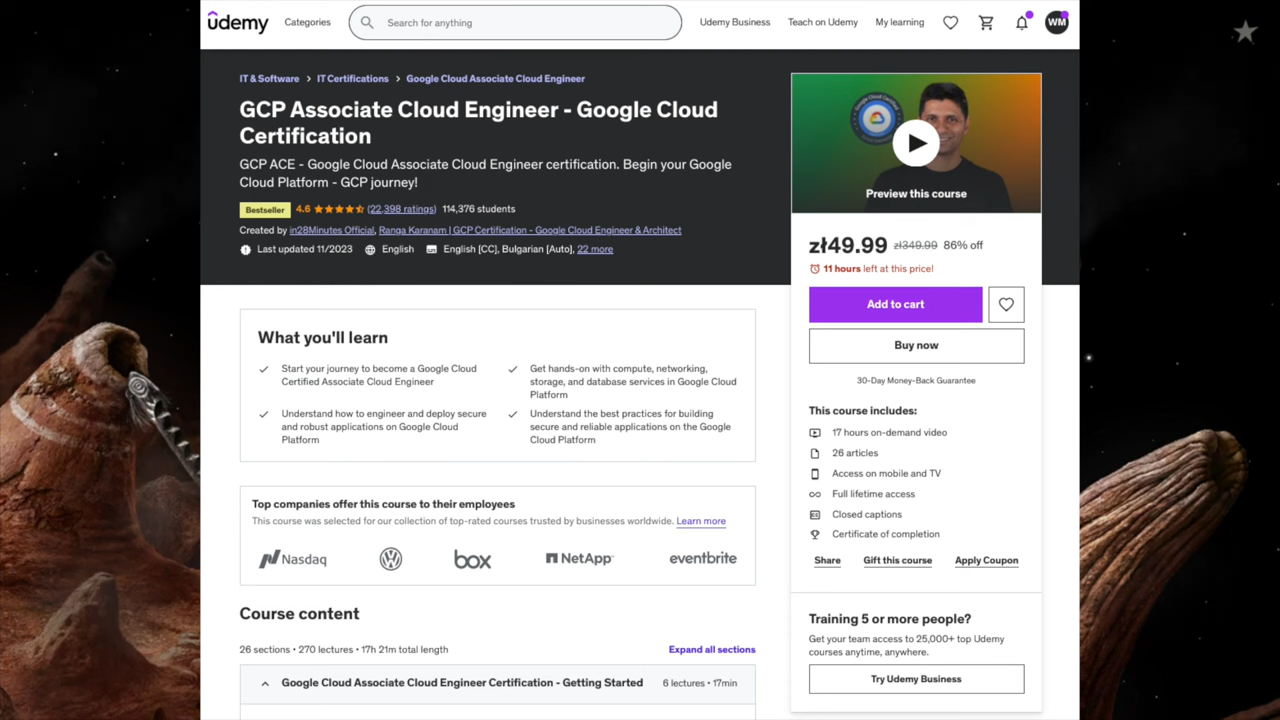 udemy
Categories
Search for anything
Udemy Business
Teach on Udemy
My learning
WM
IT & Software > IT Certifications > Google Cloud Associate Cloud Engineer
GCP Associate Cloud Engineer - Google Cloud
Certification
GCP ACE - Google Cloud Associate Cloud Engineer certification. Begin your Google
Cloud Platform - GCP journey!
Bestseller 4.6 (22,398 ratings) 114,376 students
Created by in28Minutes Official, Ranga Karanam | GCP Certification - Google Cloud Engineer & Architect
Last updated 11/2023 English English [CC], Bulgarian [Auto], 22 more
Google Cloud Certified
Preview this course
zł49.99 zł349.99 86% off
11 hours left at this price!
Add to cart
Buy now
30-Day Money-Back Guarantee
This course includes:
17 hours on-demand video
26 articles
Access on mobile and TV
Full lifetime access
Closed captions
Certificate of completion
Share
Gift this course
Apply Coupon
Training 5 or more people?
Get your team access to 25,000+ top Udemy
courses anytime, anywhere.
Try Udemy Business
What you'll learn
Start your journey to become a Google Cloud
Certified Associate Cloud Engineer
Get hands-on with compute, networking,
storage, and database services in Google Cloud
Platform
Understand how to engineer and deploy secure
and robust applications on Google Cloud
Platform
Understand the best practices for building
secure and reliable applications on the Google
Cloud Platform
Top companies offer this course to their employees
This course was selected for our collection of top-rated courses trusted by businesses worldwide. Learn more
Nasdaq
box
NetApp
eventbrite
Course content
26 sections • 270 lectures • 17h 21m total length
Expand all sections
Google Cloud Associate Cloud Engineer Certification - Getting Started
6 lectures • 17min